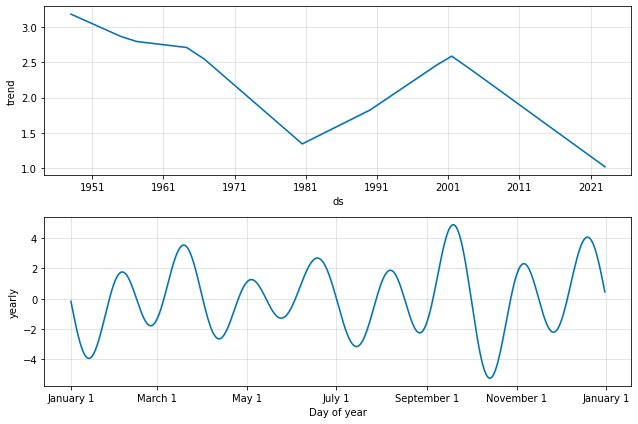 3.0
2.5
2.0
1.5
1.0
trend
1951 1961 1971 1981 1991 2001 2011 2021
ds
4
2
0
−2
−4
yearly
January 1 March 1 May 1 July 1 September 1 November 1 January 1
Day of year